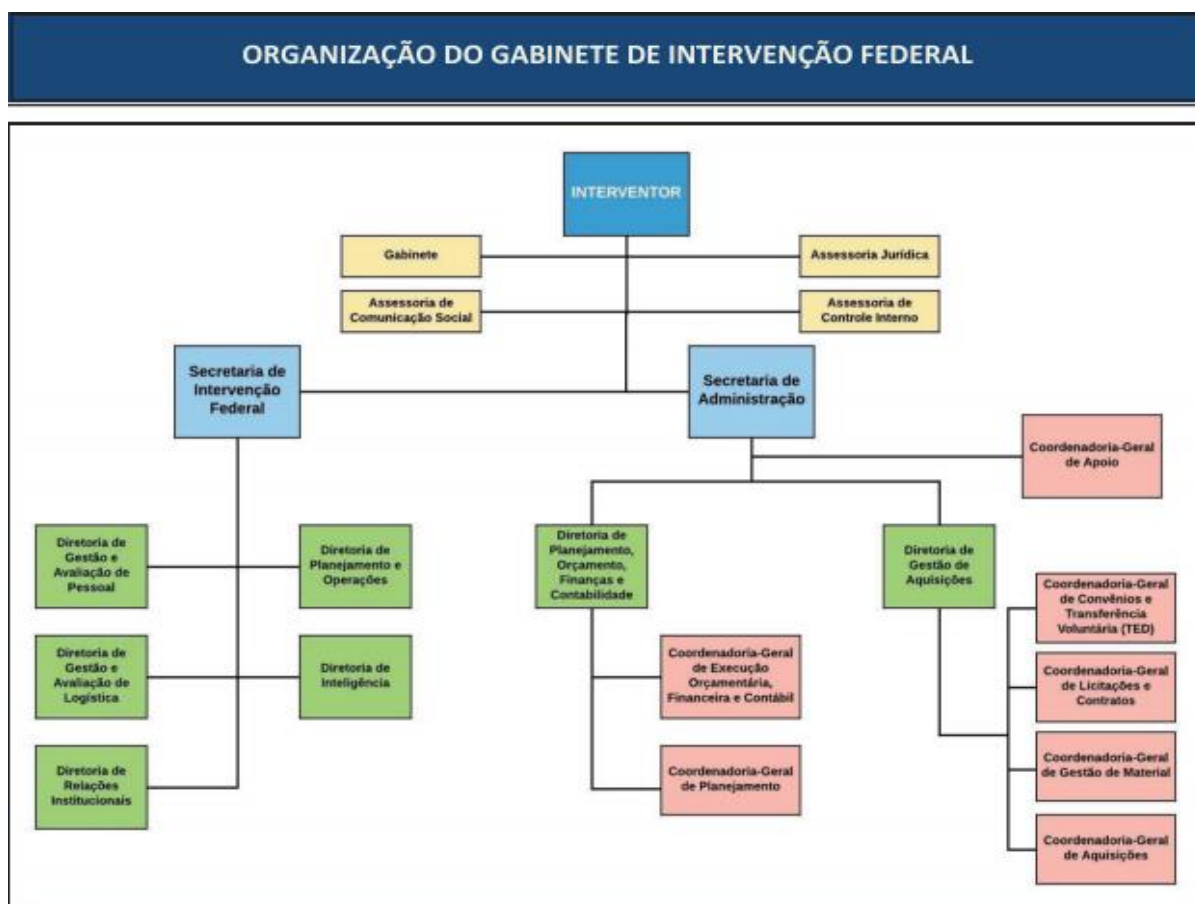 ORGANIZAÇÃO DO GABINETE DE INTERVENÇÃO FEDERAL
INTERVENTOR
Gabinete
Assessoria Jurídica
Assessoria de
Comunicação Social
Assessoria de
Controle Interno
Secretaria de
Intervenção
Federal
Secretaria de
Administração
Coordenadoria-Geral
de Apoio
Diretoria de
Gestão e
Avaliação de
Pessoal
Diretoria de
Planejamento e
Operações
Diretoria de
Planejamento,
Orçamento,
Finanças e
Contabilidade
Diretoria de
Gestão de
Aquisições
Coordenadoria-Geral
de Convênios e
Transferência
Voluntária (TED)
Diretoria de
Gestão e
Avaliação de
Logística
Diretoria de
Inteligência
Coordenadoria-Geral
de Execução
Orçamentária,
Financeira e Contábil
Coordenadoria-Geral
de Licitações e
Contratos
Diretoria de
Relações
Institucionais
Coordenadoria-Geral
de Planejamento
Coordenadoria-Geral
de Gestão de Material
Coordenadoria-Geral
de Aquisições